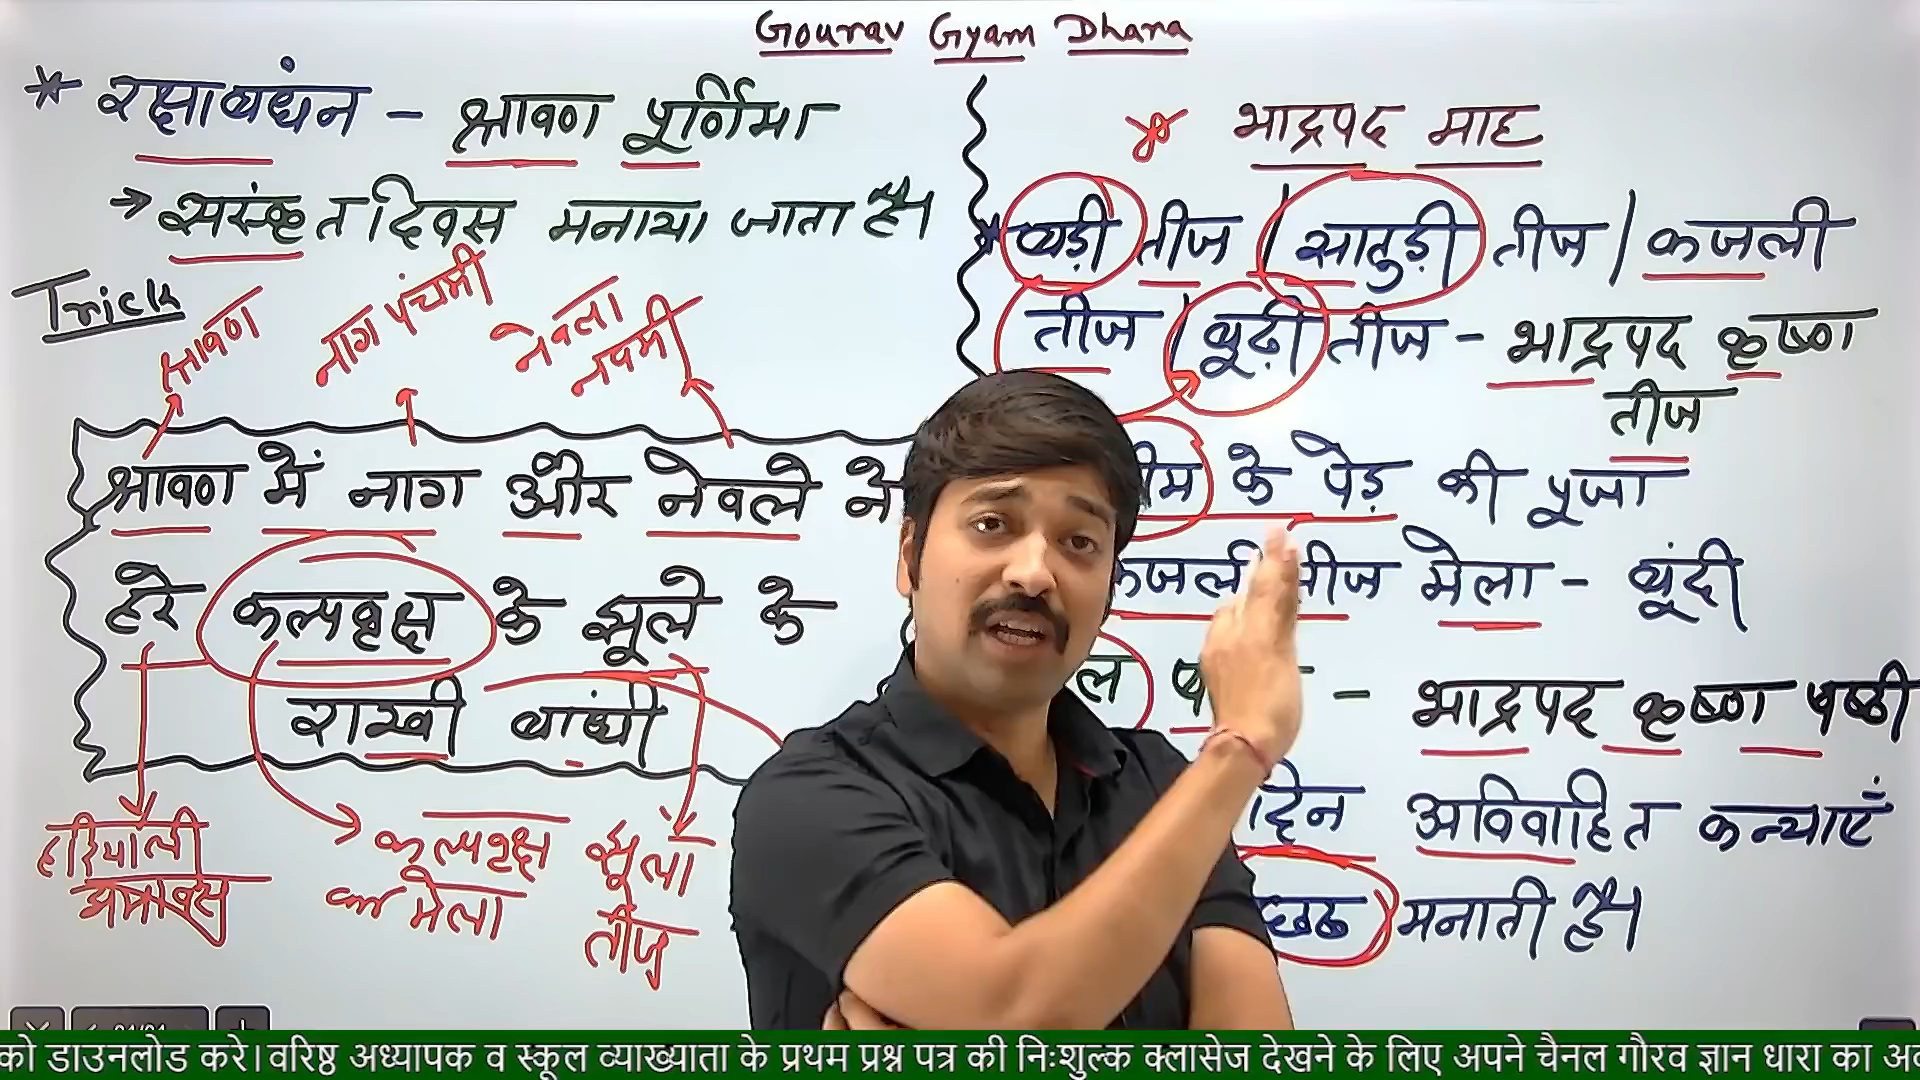 Gourav Gyam Dhara
* रक्षाबधंन - श्रावण पूर्णिमा
→ संस्कृत दिवस मनाया जाता है।
Trick
श्रावण
नाग पंचमी
नेवला
नवमी
श्रावण में नाग और नेवले ने
हरे कल्पवृक्ष के झूले के
राखी बांधी
हरियाली
अमावस
कल्पवृक्ष
का मेला
झूला
तीज
भाद्रपद माह
* बड़ी तीज / सातुड़ी तीज / कजली
तीज / बूढ़ी तीज - भाद्रपद कृष्ण
तीज
के पेड़ की पूजा
कजली तीज मेला - बूंदी
- भाद्रपद कृष्ण षष्ठी
दिन अविवाहित कन्याएँ
मनाती है।
को डाउनलोड करे। वरिष्ठ अध्यापक व स्कूल व्याख्याता के प्रथम प्रश्न पत्र की निःशुल्क क्लासेज देखने के लिए अपने चैनल गौरव ज्ञान धारा का